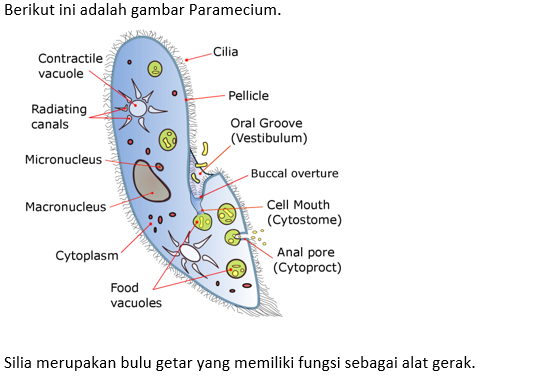 Berikut ini adalah gambar Paramecium.
Cilia
Contractile
vacuole
Pellicle
Radiating
canals
Oral Groove
(Vestibulum)
Micronucleus
Buccal overture
Macronucleus
Cell Mouth
(Cytostome)
Cytoplasm
Anal pore
(Cytoproct)
Food
vacuoles
Silia merupakan bulu getar yang memiliki fungsi sebagai alat gerak.